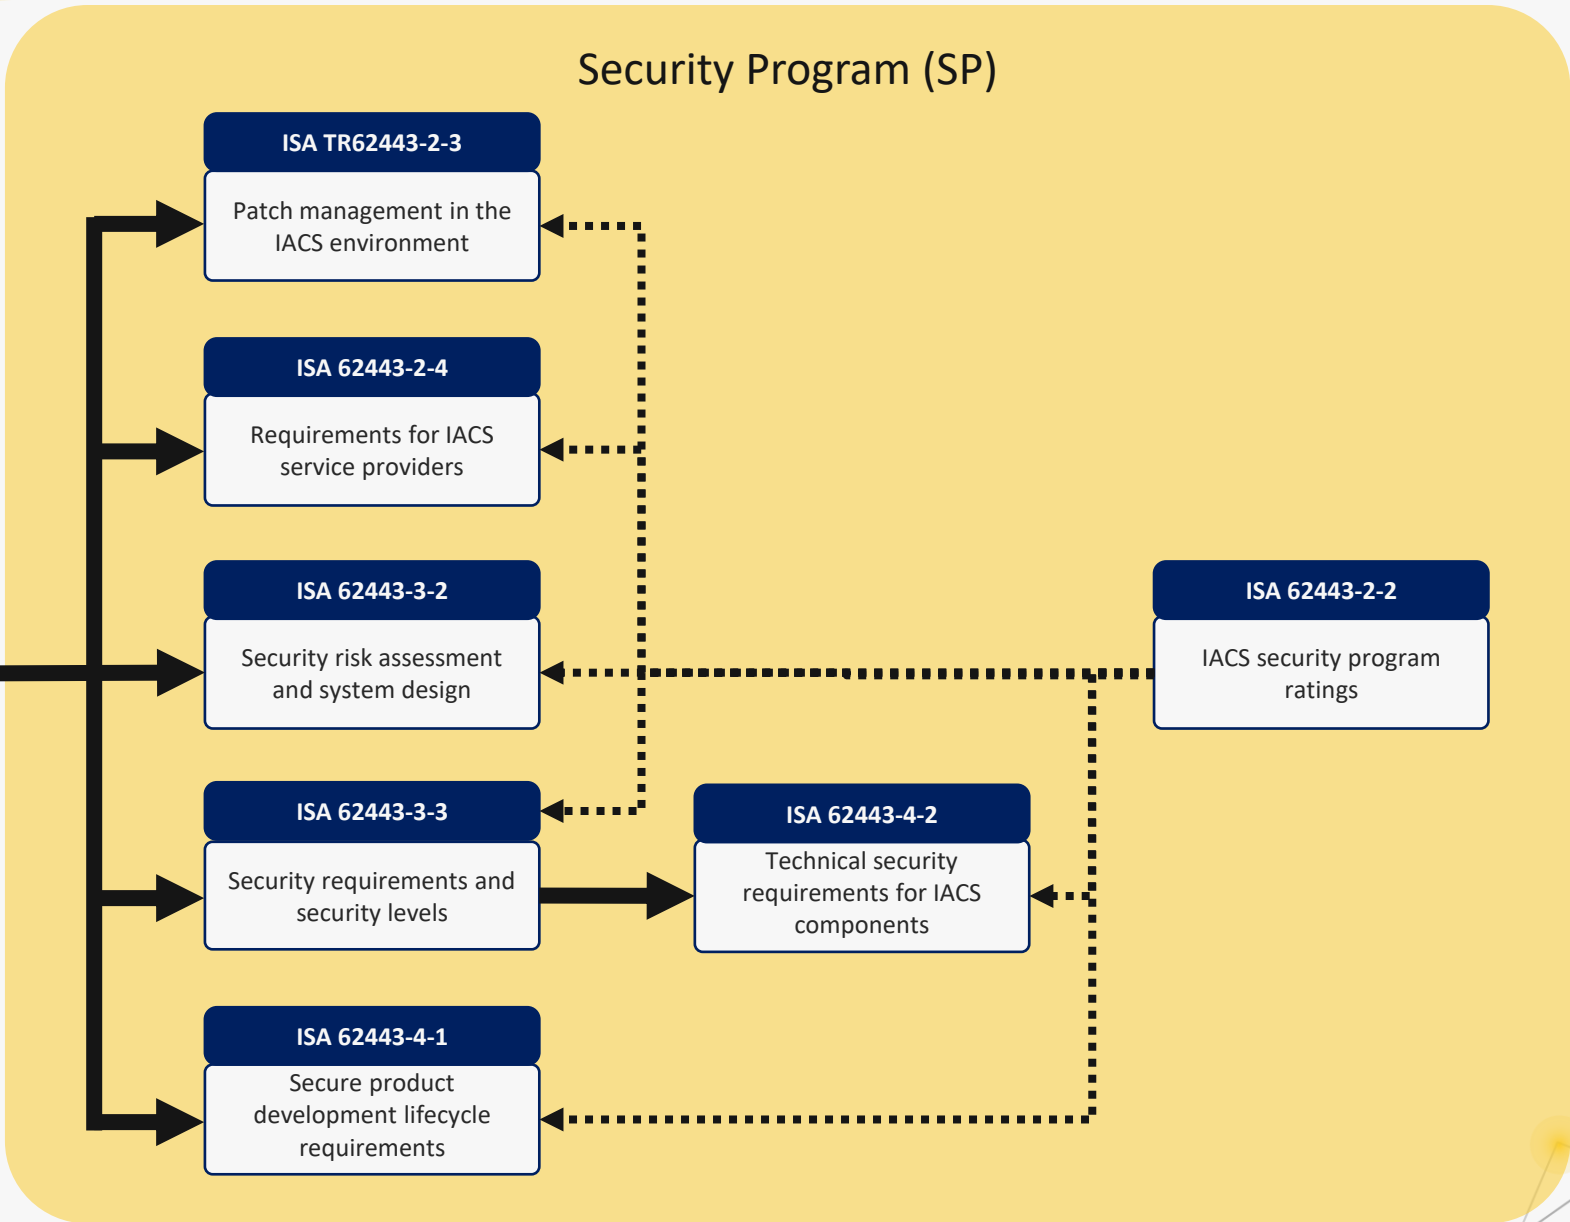 Security Program (SP)
ISA TR62443-2-3
Patch management in the
IACS environment
ISA 62443-2-4
Requirements for IACS
service providers
ISA 62443-3-2
Security risk assessment
and system design
ISA 62443-2-2
IACS security program
ratings
ISA 62443-3-3
Security requirements and
security levels
ISA 62443-4-2
Technical security
requirements for IACS
components
ISA 62443-4-1
Secure product
development lifecycle
requirements